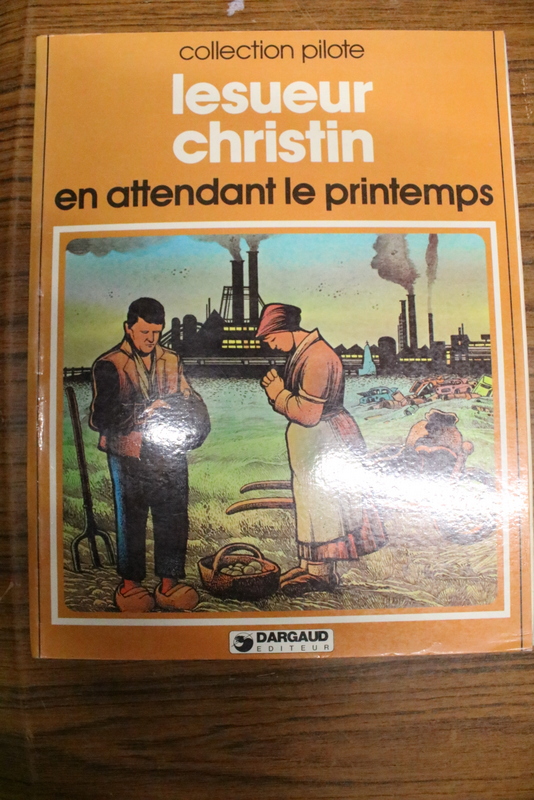 collection pilote
lesueur
christin
en attendant le printemps
DARGAUD
EDITEUR